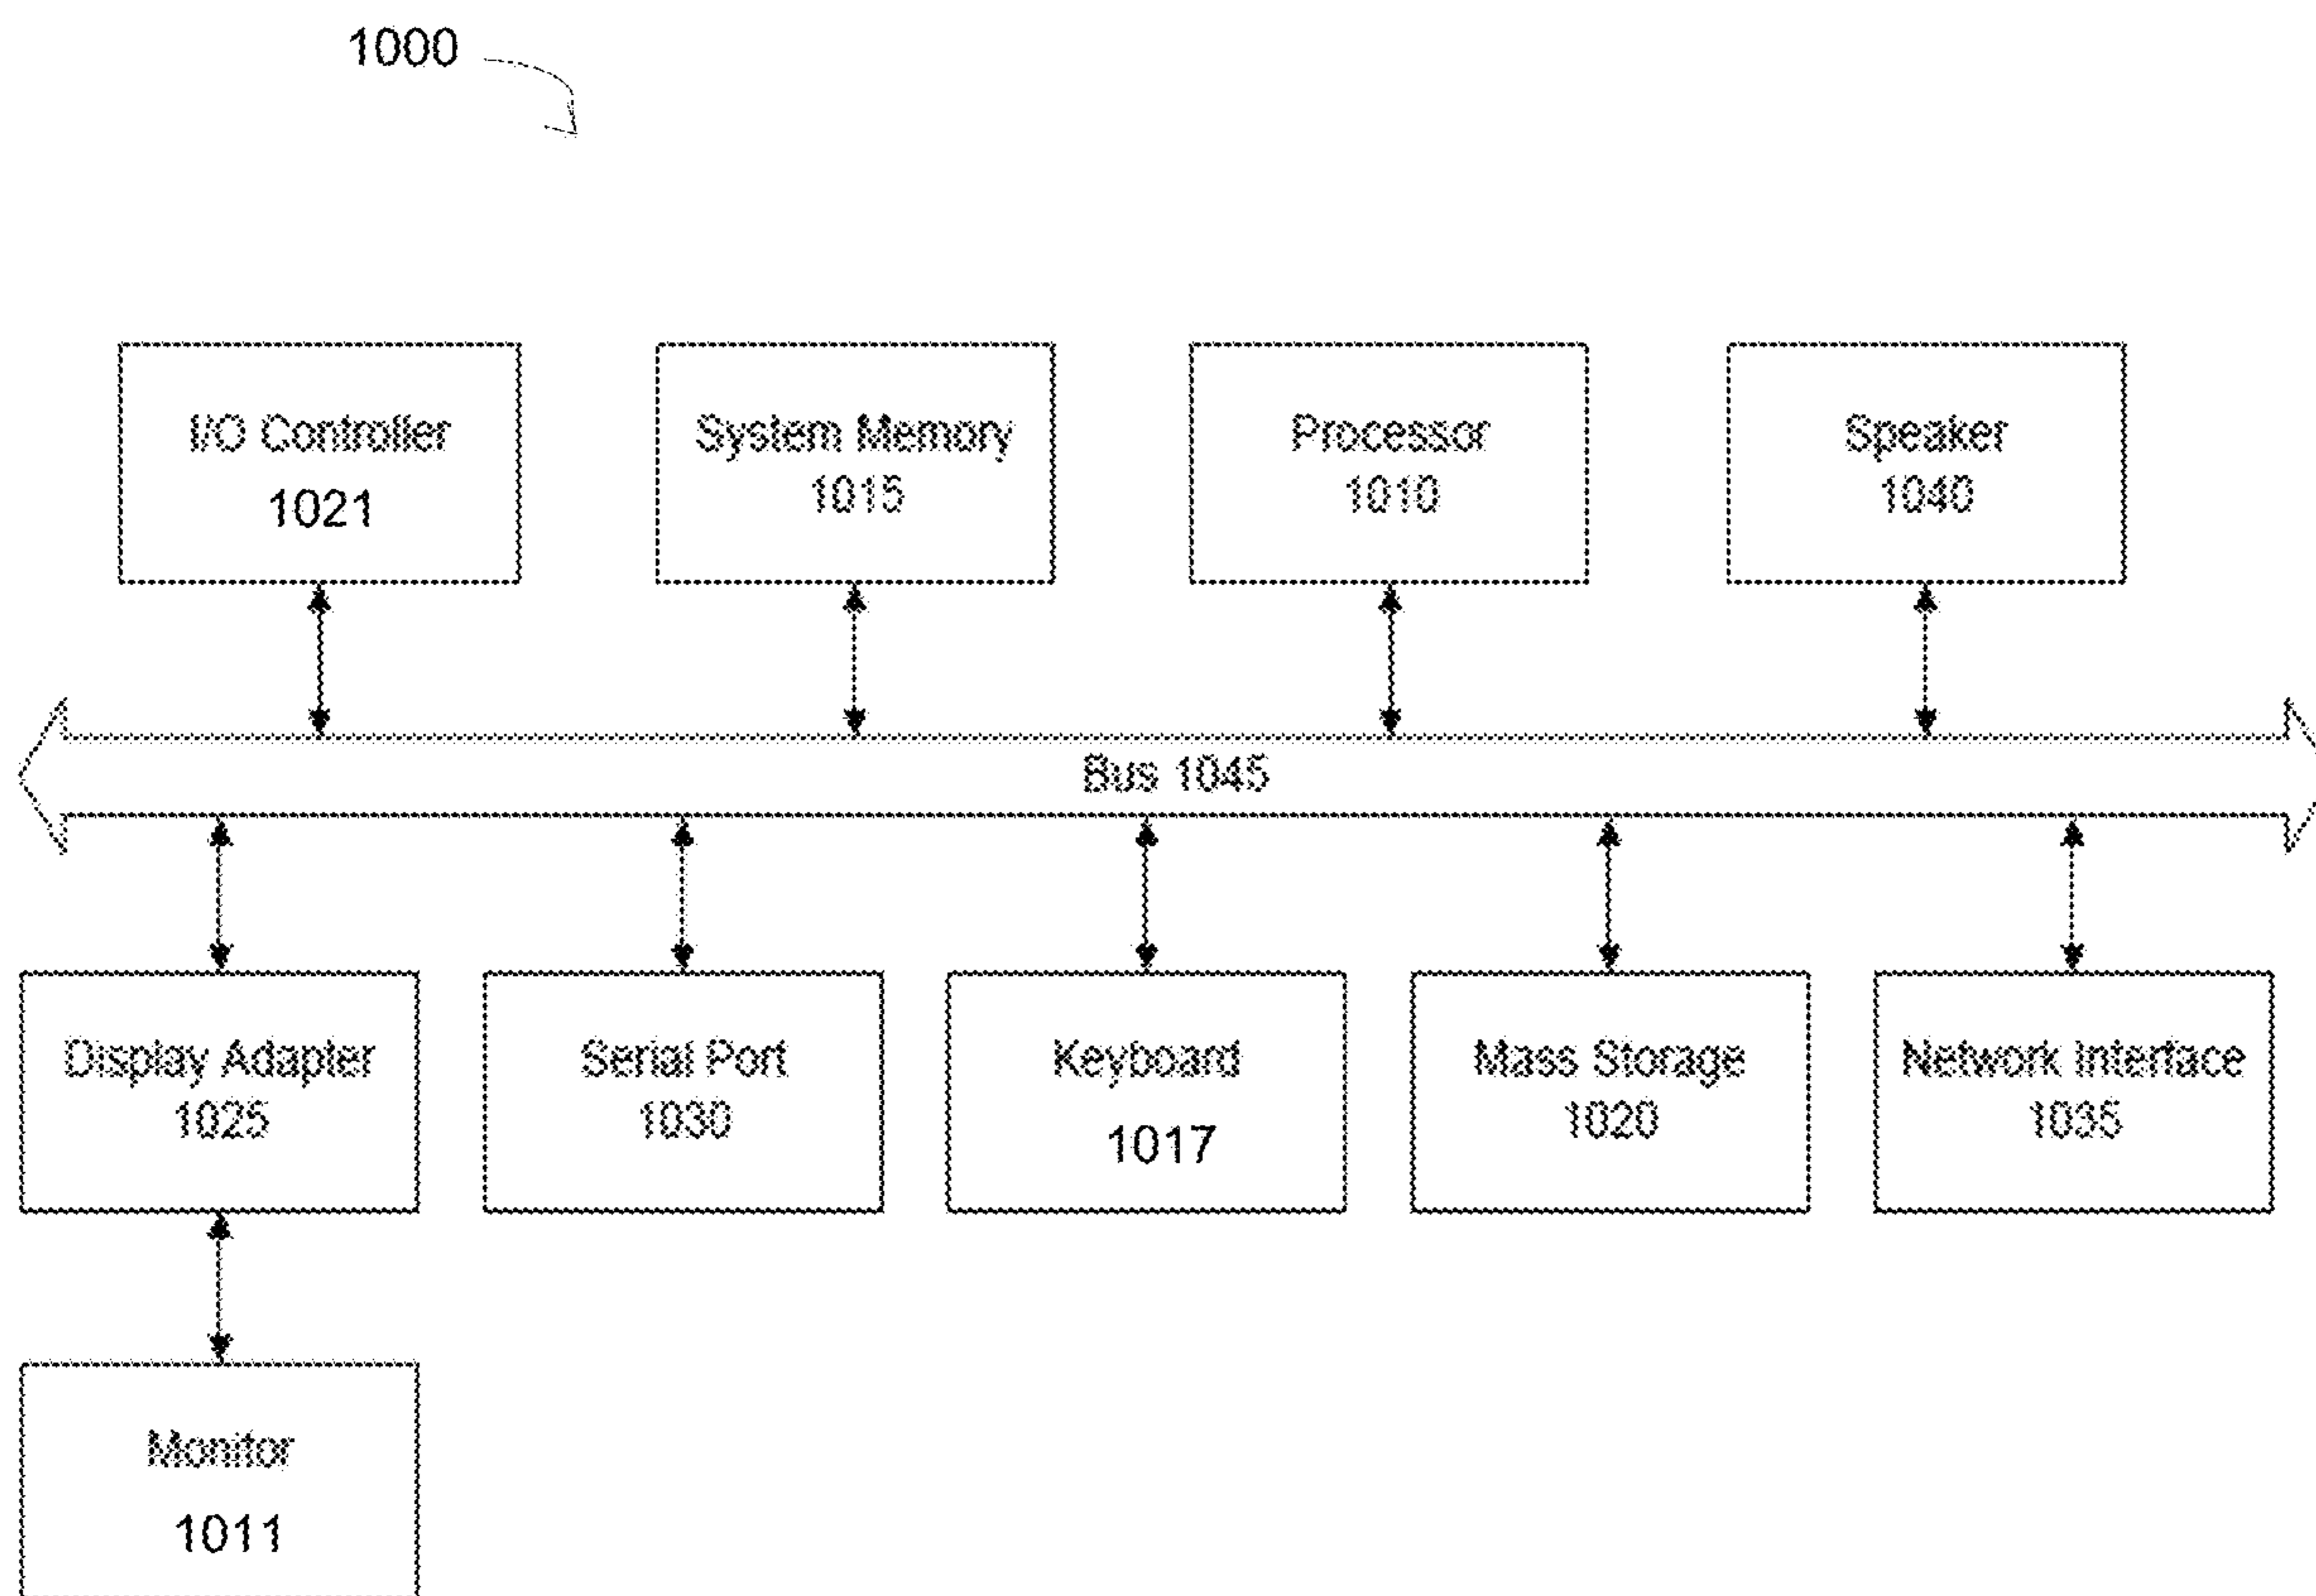 1000
I/O Controller
1021
System Memory
1015
Processor
1010
Speaker
1040
Bus 1045
Display Adapter
1025
Serial Port
1030
Keyboard
1017
Mass Storage
1020
Network Interface
1035
Monitor
1011